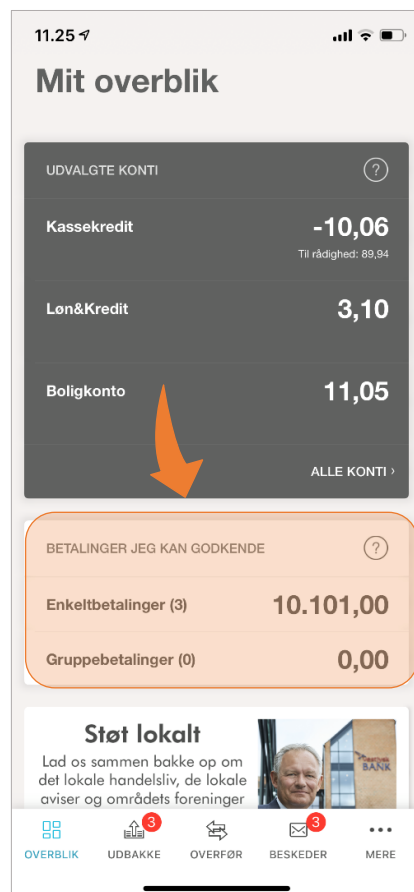 11.25
Mit overblik
UDVALGTE KONTI
?
Kassekredit
-10,06
Til rådighed: 89,94
Løn&Kredit
3,10
Boligkonto
11,05
ALLE KONTI ›
BETALINGER JEG KAN GODKENDE
?
Enkeltbetalinger (3)
10.101,00
Gruppebetalinger (0)
0,00
Støt lokalt
Lad os sammen bakke op om
det lokale handelsliv, de lokale
aviser og områdets foreninger
BANK
3
3
OVERBLIK
UDBAKKE
OVERFØR
BESKEDER
MERE